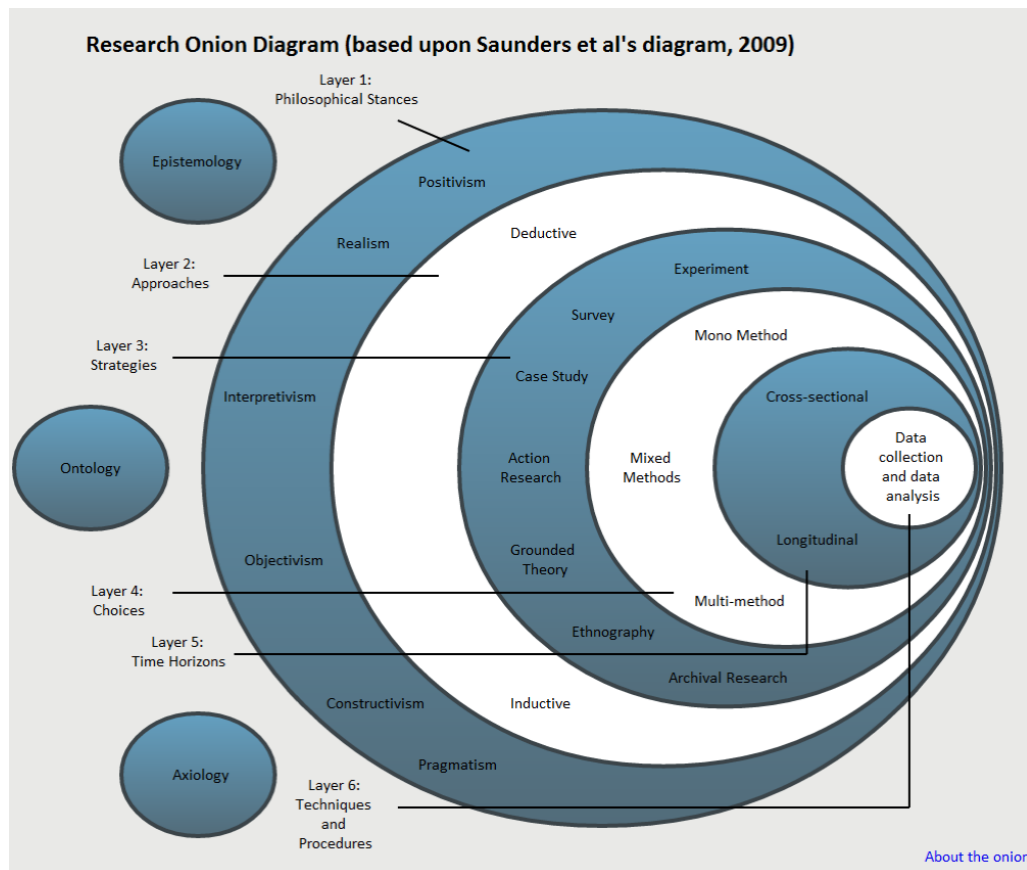 Research Onion Diagram (based upon Saunders et al's diagram, 2009)
Layer 1:
Philosophical Stances
Epistemology
Positivism
Realism
Deductive
Layer 2:
Approaches
Experiment
Survey
Mono Method
Layer 3:
Strategies
Case Study
Interpretivism
Cross-sectional
Ontology
Action
Research
Mixed
Methods
Data
collection
and data
analysis
Longitudinal
Objectivism
Grounded
Theory
Layer 4:
Choices
Multi-method
Ethnography
Layer 5:
Time Horizons
Archival Research
Constructivism
Inductive
Pragmatism
Axiology
Layer 6:
Techniques
and
Procedures
About the onion